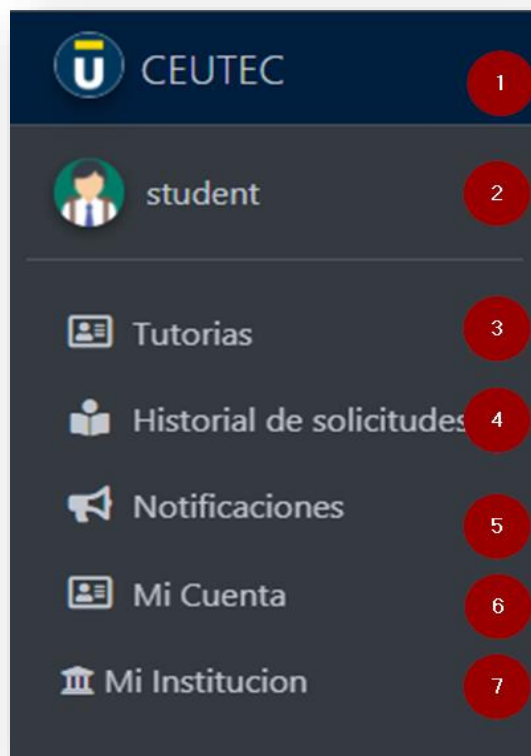 Ū CEUTEC 1
student 2
Tutorias 3
Historial de solicitudes 4
Notificaciones 5
Mi Cuenta 6
Mi Institucion 7